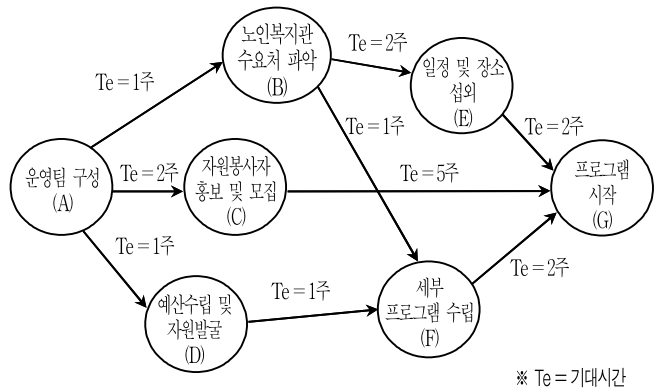 노인복지관
수요처 파악
(B)
Te=2주
일정 및 장소
섭외
(E)
Te=1주
Te=1주
Te=2주
운영팀 구성
(A)
Te=2주
자원봉사자
홍보 및 모집
(C)
Te=5주
프로그램
시작
(G)
Te=1주
예산수립 및
자원발굴
(D)
Te=1주
세부
프로그램 수립
(F)
Te=2주
※ Te=기대시간